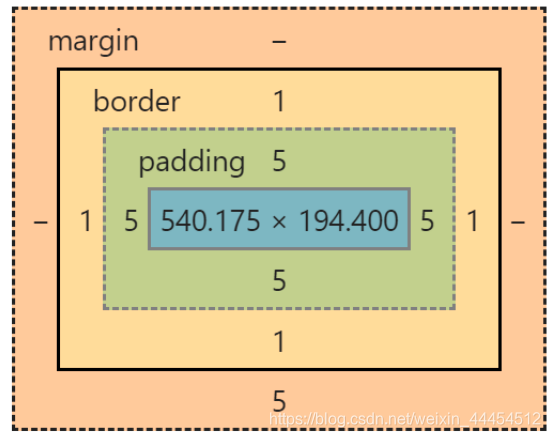 margin –
border 1
padding 5
– 1 5 540.175 × 194.400 5 1 –
5
1
5
https://blog.csdn.net/weixin_44454512